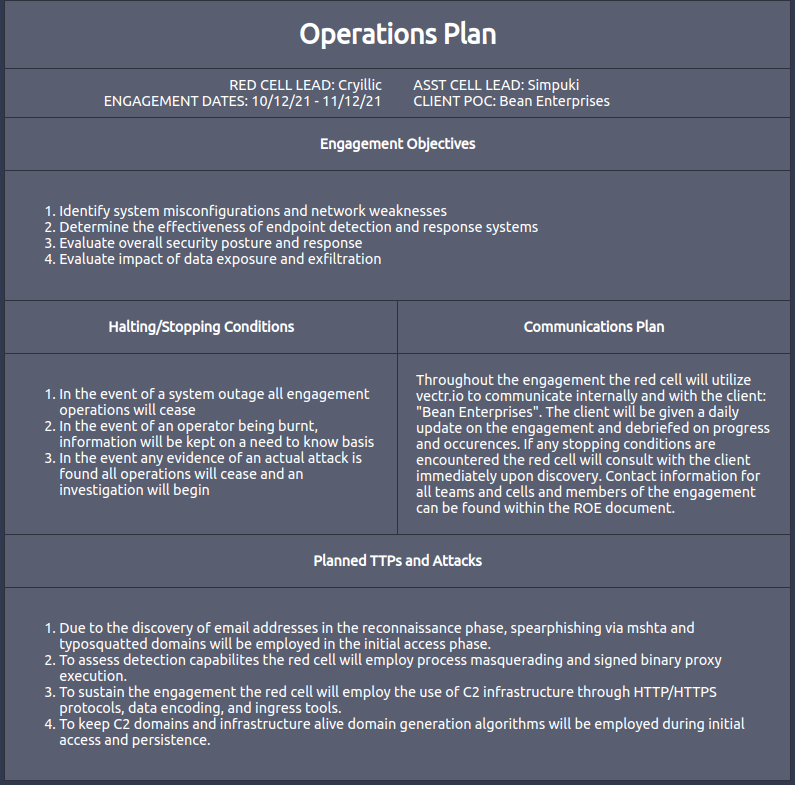 Operations Plan
RED CELL LEAD: Cryillic
ENGAGEMENT DATES: 10/12/21 - 11/12/21
ASST CELL LEAD: Simpuki
CLIENT POC: Bean Enterprises
Engagement Objectives
1. Identify system misconfigurations and network weaknesses
2. Determine the effectiveness of endpoint detection and response systems
3. Evaluate overall security posture and response
4. Evaluate impact of data exposure and exfiltration
Halting/Stopping Conditions
1. In the event of a system outage all engagement
operations will cease
2. In the event of an operator being burnt,
information will be kept on a need to know basis
3. In the event any evidence of an actual attack is
found all operations will cease and an
investigation will begin
Communications Plan
Throughout the engagement the red cell will utilize
vectr.io to communicate internally and with the client:
"Bean Enterprises". The client will be given a daily
update on the engagement and debriefed on progress
and occurences. If any stopping conditions are
encountered the red cell will consult with the client
immediately upon discovery. Contact information for
all teams and cells and members of the engagement
can be found within the ROE document.
Planned TTPs and Attacks
1. Due to the discovery of email addresses in the reconnaissance phase, spearphishing via mshta and
typosquatted domains will be employed in the initial access phase.
2. To assess detection capabilites the red cell will employ process masquerading and signed binary proxy
execution.
3. To sustain the engagement the red cell will employ the use of C2 infrastructure through HTTP/HTTPS
protocols, data encoding, and ingress tools.
4. To keep C2 domains and infrastructure alive domain generation algorithms will be employed during initial
access and persistence.